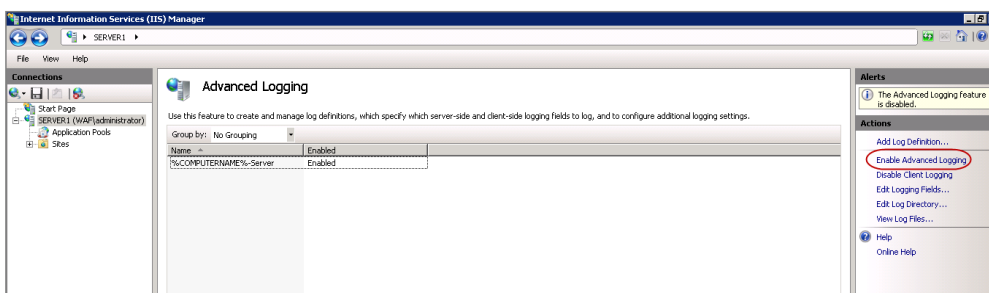 Internet Information Services (IIS) Manager
SERVER1
File View Help
Connections
Start Page
SERVER1 (WAF\administrator)
Application Pools
Sites
Advanced Logging
Use this feature to create and manage log definitions, which specify which server-side and client-side logging fields to log, and to configure additional logging settings.
Group by: No Grouping
Name Enabled
%COMPUTERNAME%-Server Enabled
Alerts
The Advanced Logging feature is disabled.
Actions
Add Log Definition...
Enable Advanced Logging
Disable Client Logging
Edit Logging Fields...
Edit Log Directory...
View Log Files...
Help
Online Help